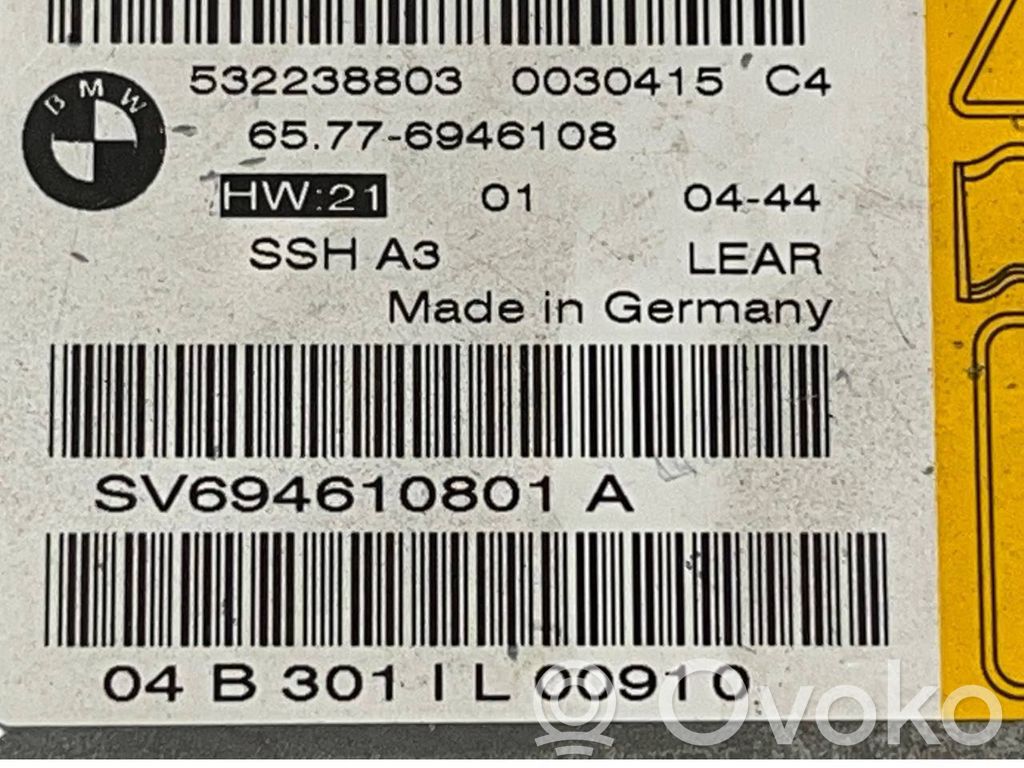 532238803 0030415 C4
BMW
65.77-6946108
HW:21 01 04-44
SSH A3 LEAR
Made in Germany
SV694610801 A
04 B 301 I L 00910
Ovoko